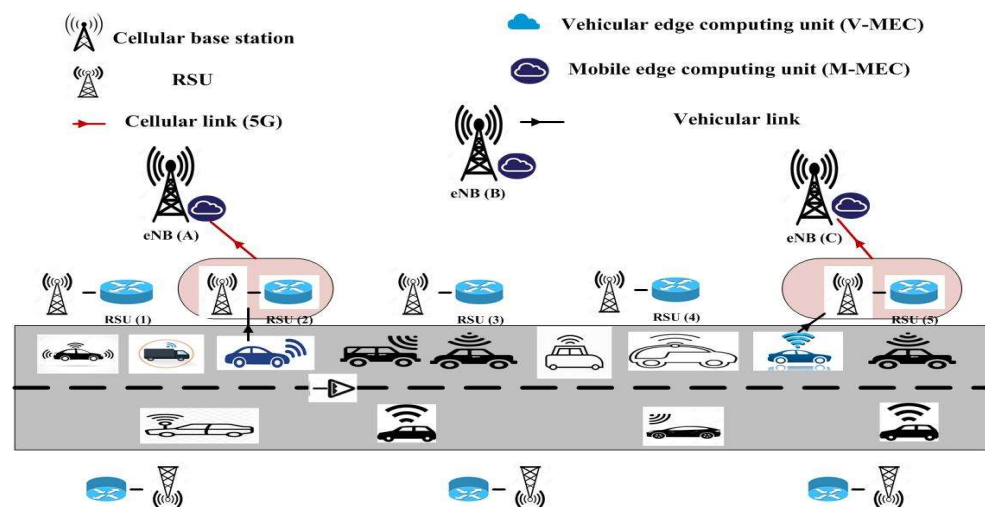 Cellular base station
RSU
Cellular link (5G)
Vehicular edge computing unit (V-MEC)
Mobile edge computing unit (M-MEC)
Vehicular link
eNB (A)
eNB (B)
eNB (C)
RSU (1)
RSU (2)
RSU (3)
RSU (4)
RSU (5)